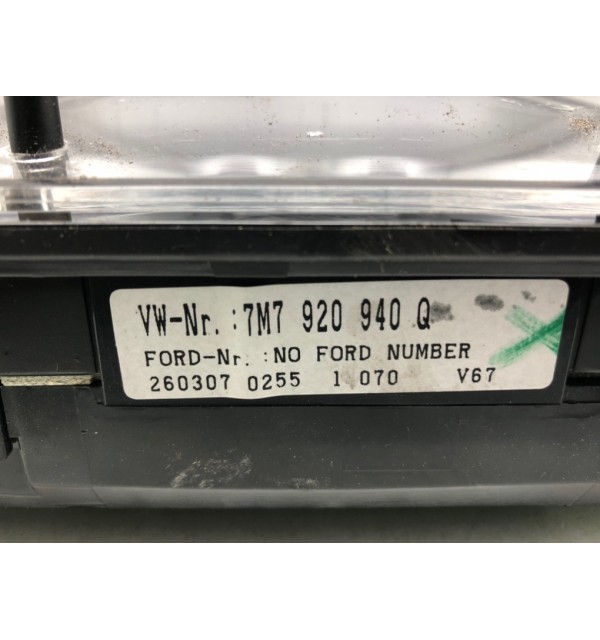 VW-Nr. :7M7 920 940 Q
FORD-Nr. :NO FORD NUMBER
260307 0255 1 070 V67